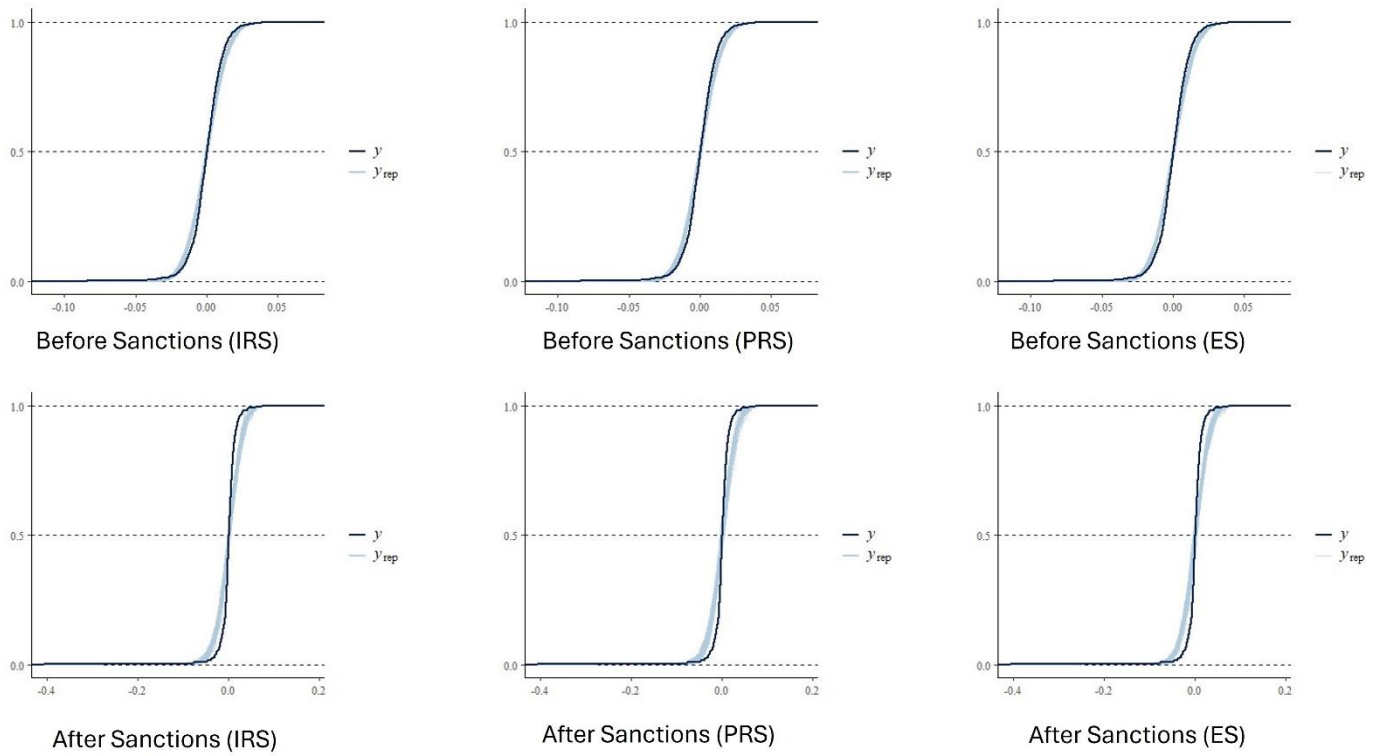 1.0
0.5
0.0
-0.10 -0.05 0.00 0.05
y
y rep
Before Sanctions (IRS)
1.0
0.5
0.0
-0.10 -0.05 0.00 0.05
y
y rep
Before Sanctions (PRS)
1.0
0.5
0.0
-0.10 -0.05 0.00 0.05
y
y rep
Before Sanctions (ES)
1.0
0.5
0.0
-0.4 -0.2 0.0 0.2
y
y rep
After Sanctions (IRS)
1.0
0.5
0.0
-0.4 -0.2 0.0 0.2
y
y rep
After Sanctions (PRS)
1.0
0.5
0.0
-0.4 -0.2 0.0 0.2
y
y rep
After Sanctions (ES)